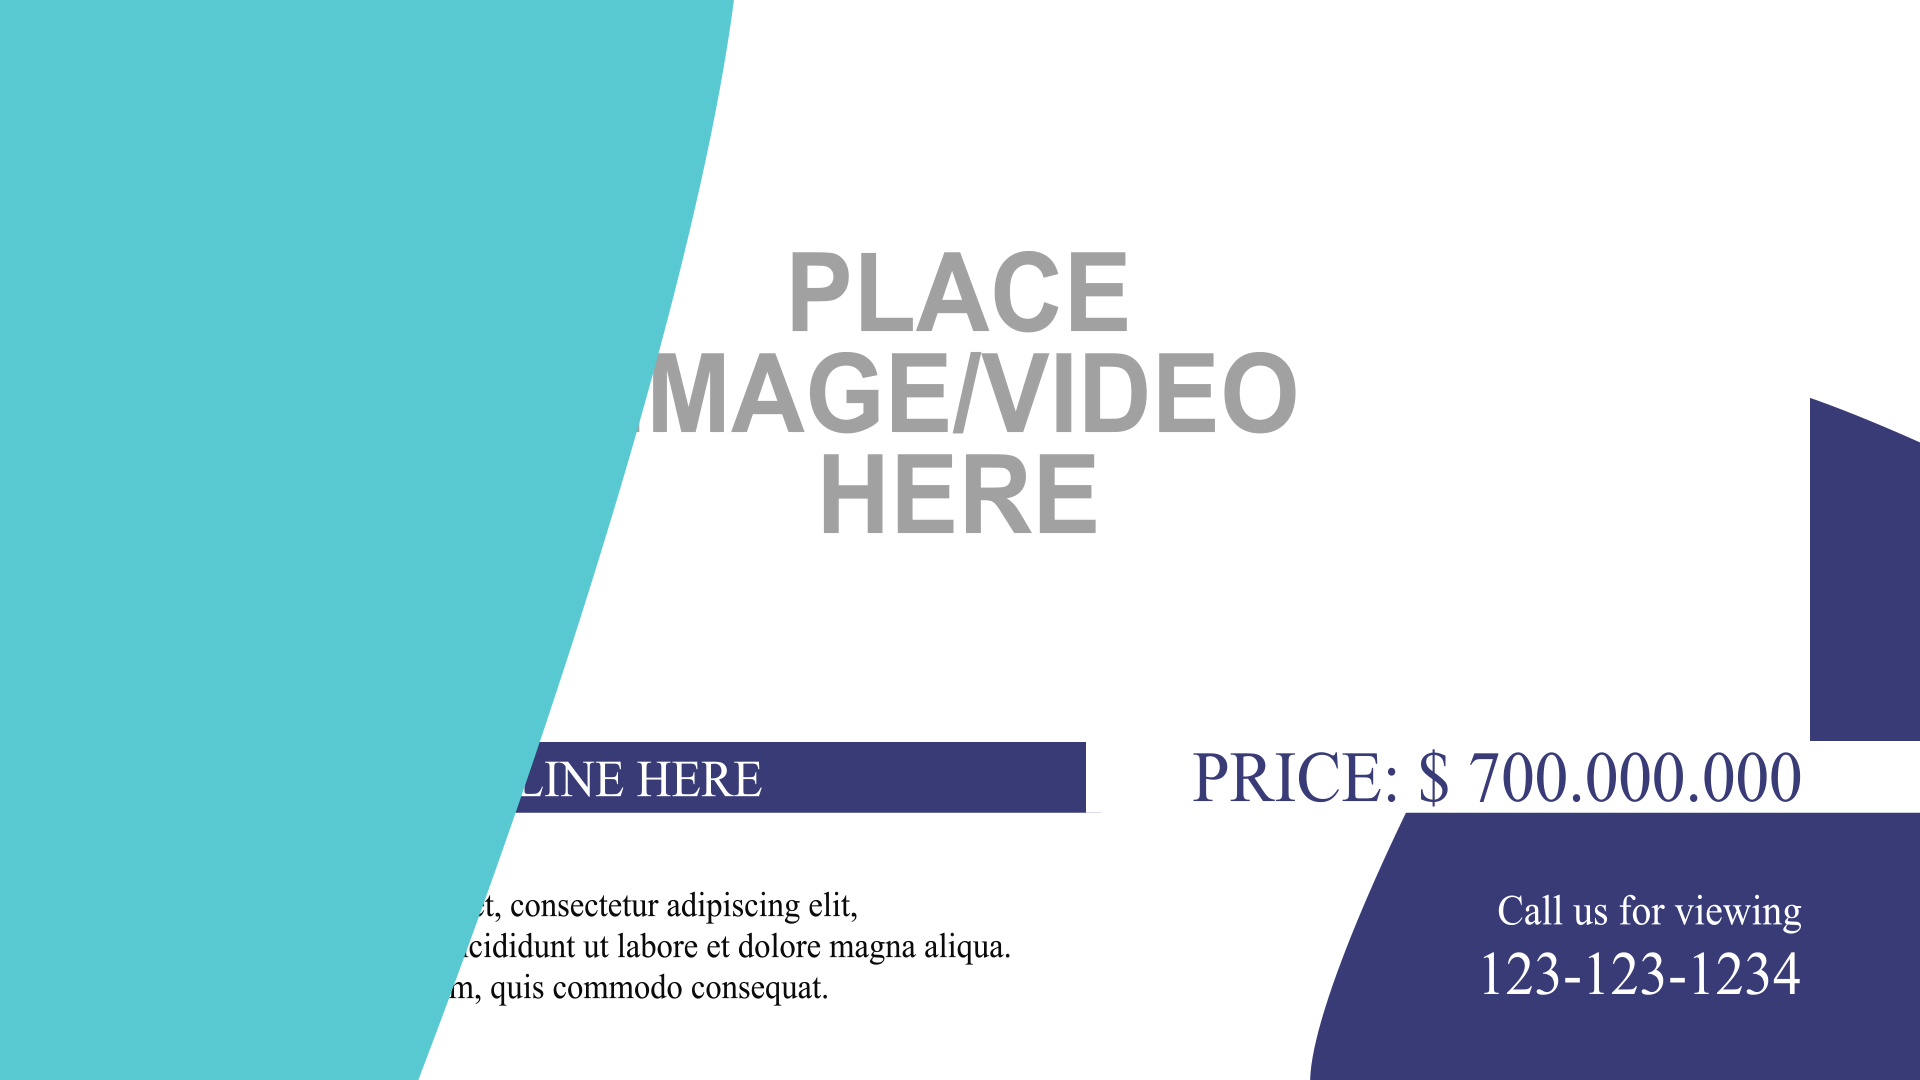 PLACE
MAGE/VIDEO
HERE
LINE HERE
PRICE: $ 700.000.000
consectetur adipiscing elit,
ut labore et dolore magna aliqua.
quis commodo consequat.
Call us for viewing
123-123-1234